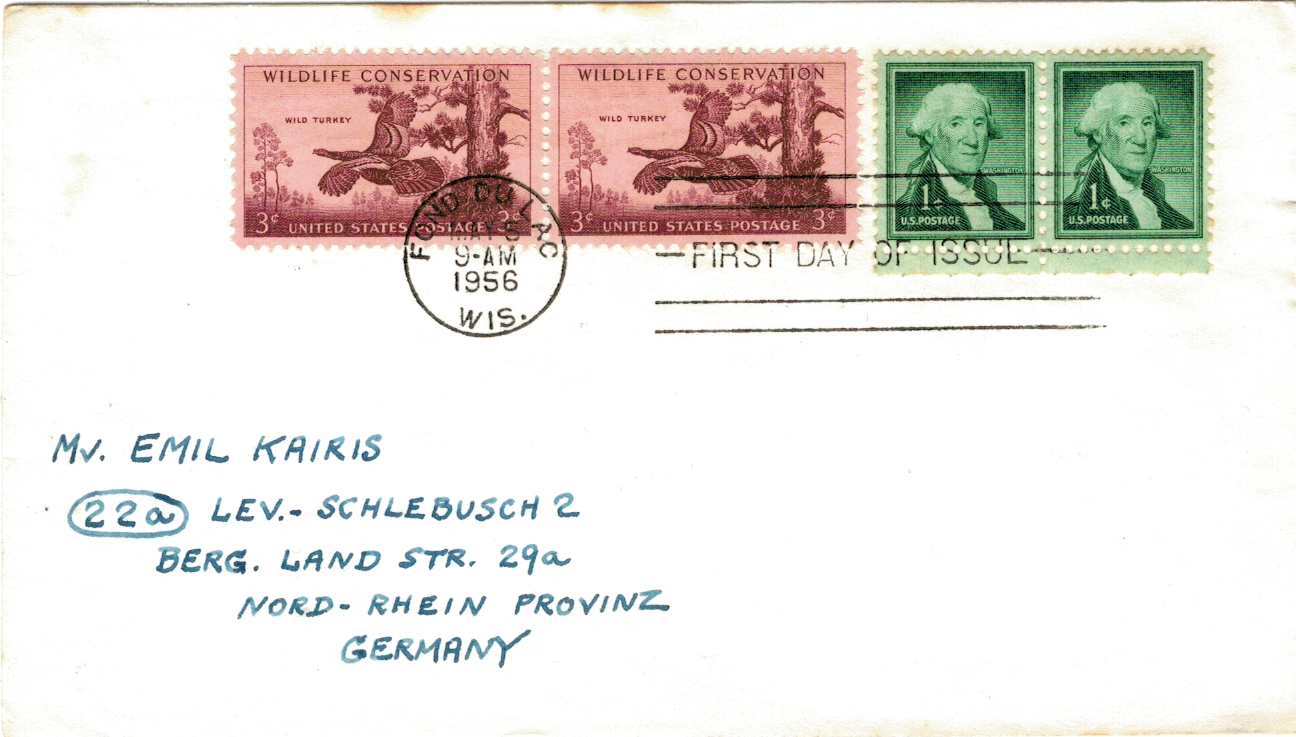 WILDLIFE CONSERVATION
WILD TURKEY
3¢ 3¢
UNITED STATES POSTAGE
WILDLIFE CONSERVATION
WILD TURKEY
3¢ 3¢
UNITED STATES POSTAGE
WASHINGTON
1¢
U.S. POSTAGE
WASHINGTON
1¢
U.S. POSTAGE
FOND DU LAC
MAY 5
9-AM
1956
WIS.
FIRST DAY OF ISSUE
Mr. EMIL KAIRIS
22a LEV.- SCHLEBUSCH 2
BERG. LAND STR. 29a
NORD- RHEIN PROVINZ
GERMANY